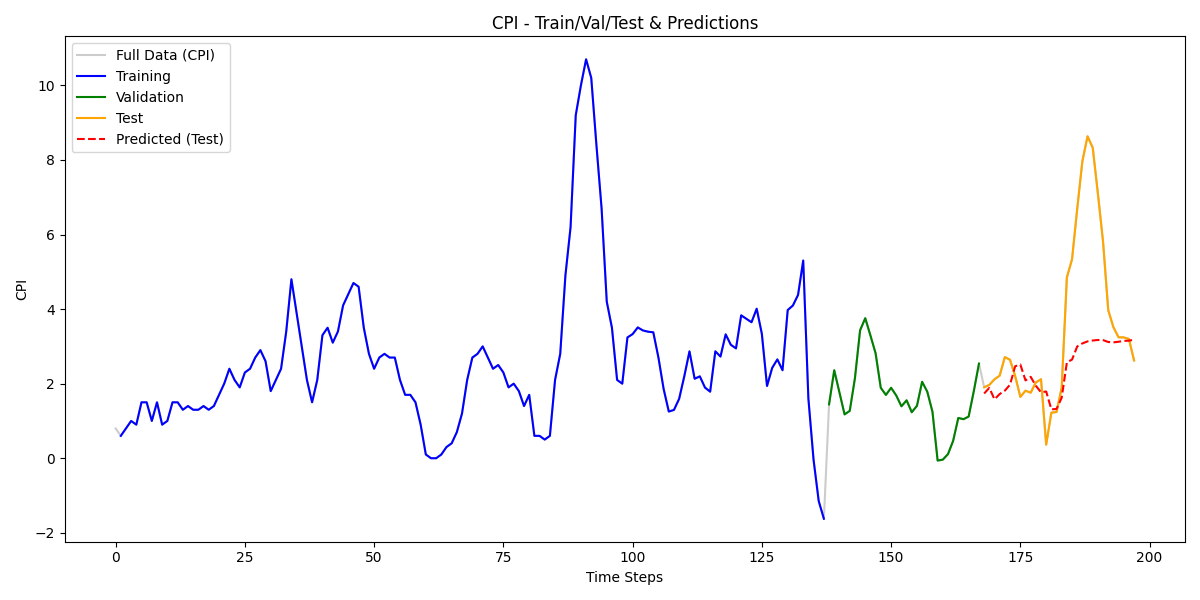 CPI - Train/Val/Test & Predictions
Full Data (CPI)
Training
Validation
Test
Predicted (Test)
CPI
10
8
6
4
2
0
−2
0 25 50 75 100 125 150 175 200
Time Steps